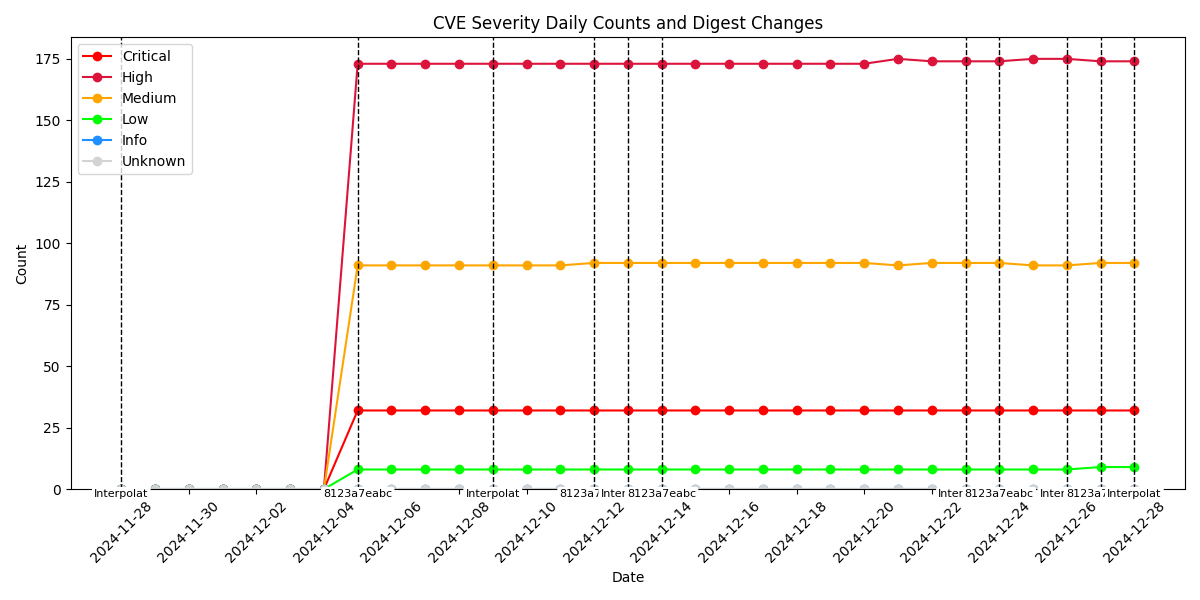 CVE Severity Daily Counts and Digest Changes
Critical
High
Medium
Low
Info
Unknown
175
150
125
100
75
50
25
0
Count
Interpolat
8123a7eabc
Interpolat
8123a7
Inter
8123a7eabc
Inter
8123a7eabc
Inter
8123a7
Interpolat
2024-11-28
2024-11-30
2024-12-02
2024-12-04
2024-12-06
2024-12-08
2024-12-10
2024-12-12
2024-12-14
2024-12-16
2024-12-18
2024-12-20
2024-12-22
2024-12-24
2024-12-26
2024-12-28
Date